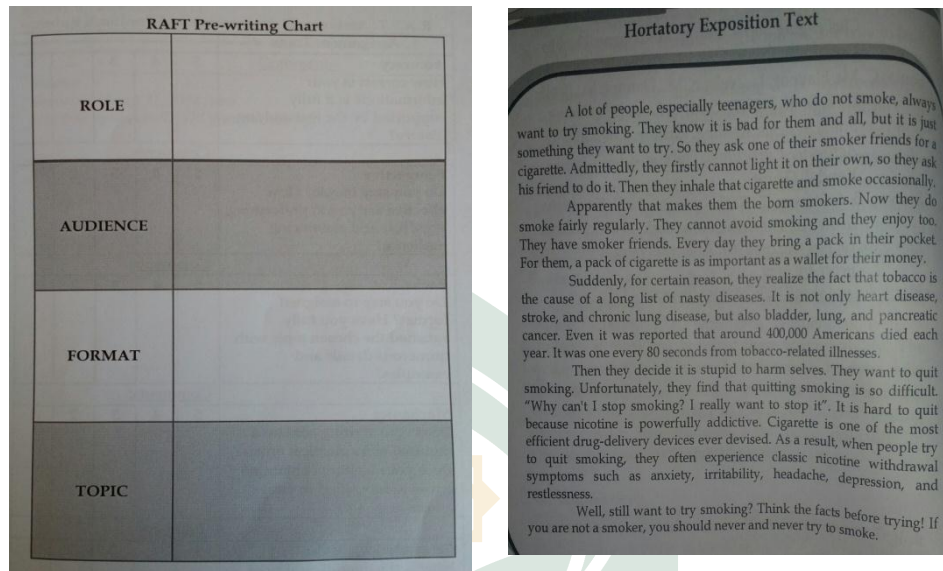 RAFT Pre-writing Chart
ROLE
AUDIENCE
FORMAT
TOPIC
Hortatory Exposition Text
A lot of people, especially teenagers, who do not smoke, always
want to try smoking. They know it is bad for them and all, but it is just
something they want to try. So they ask one of their smoker friends for a
cigarette. Admittedly, they firstly cannot light it on their own, so they ask
his friend to do it. Then they inhale that cigarette and smoke occasionally.
Apparently that makes them the born smokers. Now they do
smoke fairly regularly. They cannot avoid smoking and they enjoy too.
They have smoker friends. Every day they bring a pack in their pocket.
For them, a pack of cigarette is as important as a wallet for their money.
Suddenly, for certain reason, they realize the fact that tobacco is
the cause of a long list of nasty diseases. It is not only heart disease,
stroke, and chronic lung disease, but also bladder, lung, and pancreatic
cancer. Even it was reported that around 400,000 Americans died each
year. It was one every 80 seconds from tobacco-related illnesses.
Then they decide it is stupid to harm selves. They want to quit
smoking. Unfortunately, they find that quitting smoking is so difficult.
"Why can't I stop smoking? I really want to stop it". It is hard to quit
because nicotine is powerfully addictive. Cigarette is one of the most
efficient drug-delivery devices ever devised. As a result, when people try
to quit smoking, they often experience classic nicotine withdrawal
symptoms such as anxiety, irritability, headache, depression, and
restlessness.
Well, still want to try smoking? Think the facts before trying! If
you are not a smoker, you should never and never try to smoke.